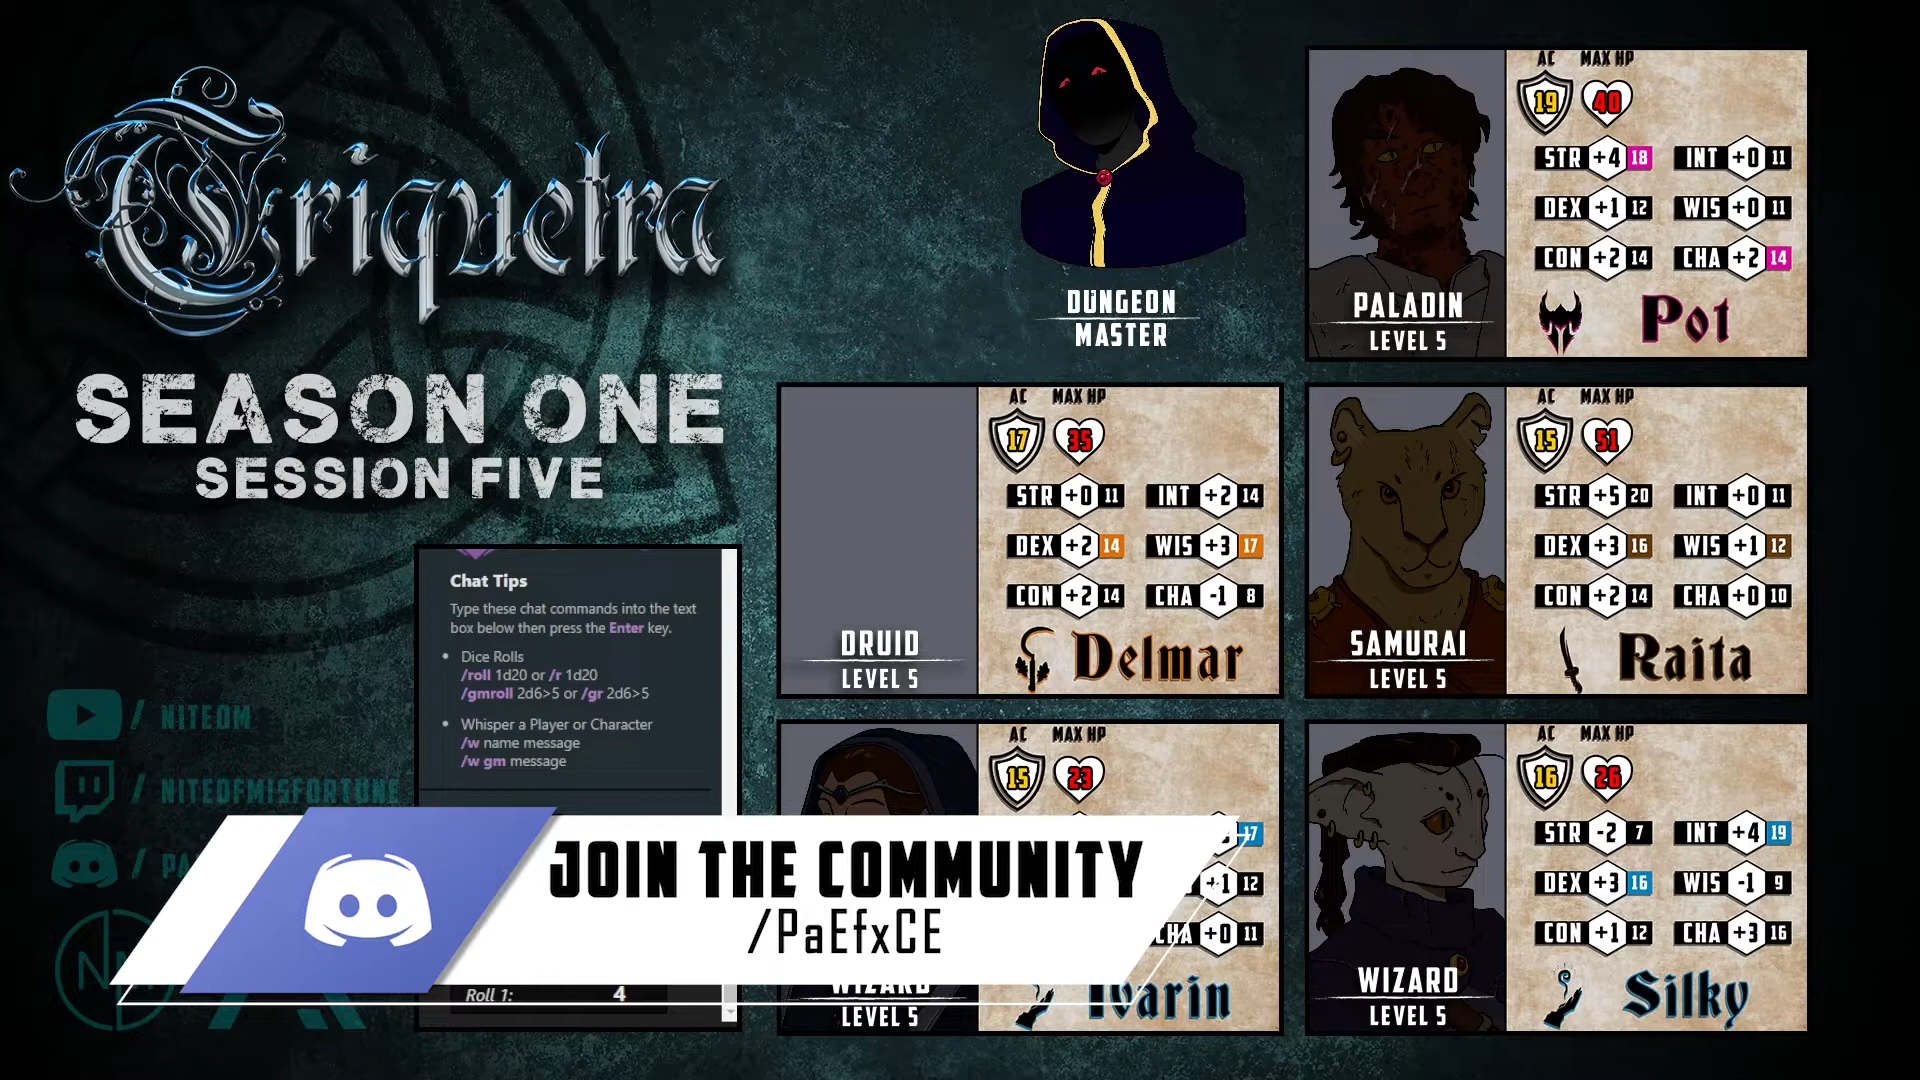 Triquetra
SEASON ONE
SESSION FIVE
/ NITEOM
/ NITEOFMISFORTUNE
/ PA
Chat Tips
Type these chat commands into the text
box below then press the Enter key.
• Dice Rolls
/roll 1d20 or /r 1d20
/gmroll 2d6>5 or /gr 2d6>5
• Whisper a Player or Character
/w name message
/w gm message
Roll 1: 4
JOIN THE COMMUNITY
/PaEfxCE
DUNGEON
MASTER
AC MAX HP
19 40
STR +4 18 INT +0 11
DEX +1 12 WIS +0 11
CON +2 14 CHA +2 14
PALADIN
LEVEL 5
Pot
AC MAX HP
17 35
STR +0 11 INT +2 14
DEX +2 14 WIS +3 17
CON +2 14 CHA -1 8
DRUID
LEVEL 5
Delmar
AC MAX HP
15 51
STR +5 20 INT +0 11
DEX +3 16 WIS +1 12
CON +2 14 CHA +0 10
SAMURAI
LEVEL 5
Raita
AC MAX HP
15 23
17
+1 12
CHA +0 11
WIZARD
LEVEL 5
Ivarin
AC MAX HP
16 26
STR -2 7 INT +4 19
DEX +3 16 WIS -1 9
CON +1 12 CHA +3 16
WIZARD
LEVEL 5
Silky